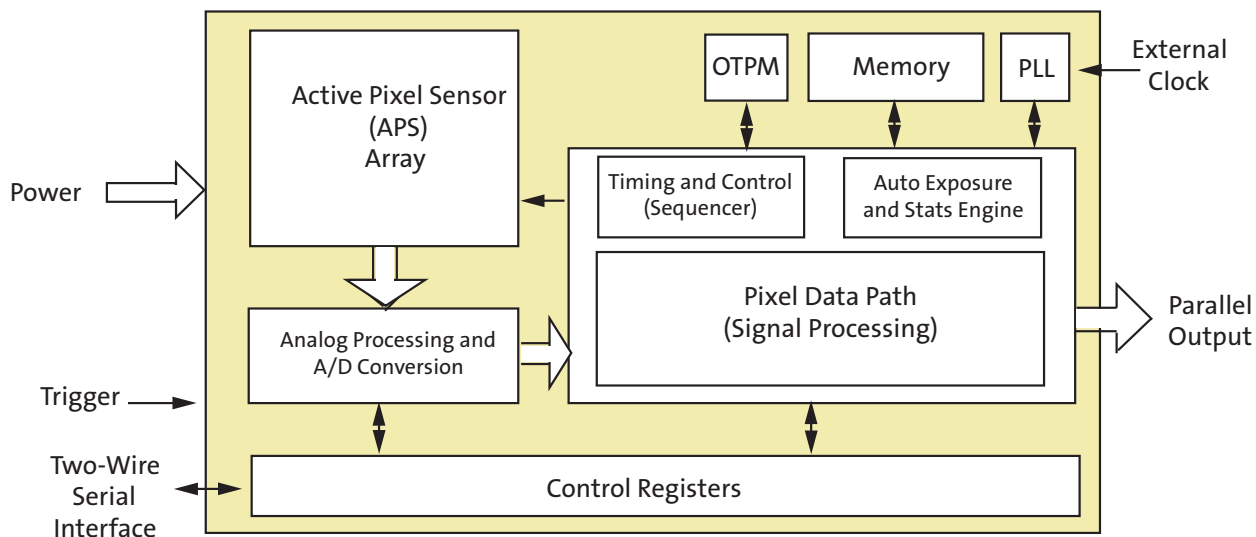 Active Pixel Sensor
(APS)
Array
OTPM
Memory
PLL
External
Clock
Power
Timing and Control
(Sequencer)
Auto Exposure
and Stats Engine
Pixel Data Path
(Signal Processing)
Parallel
Output
Analog Processing and
A/D Conversion
Trigger
Two-Wire
Serial
Interface
Control Registers